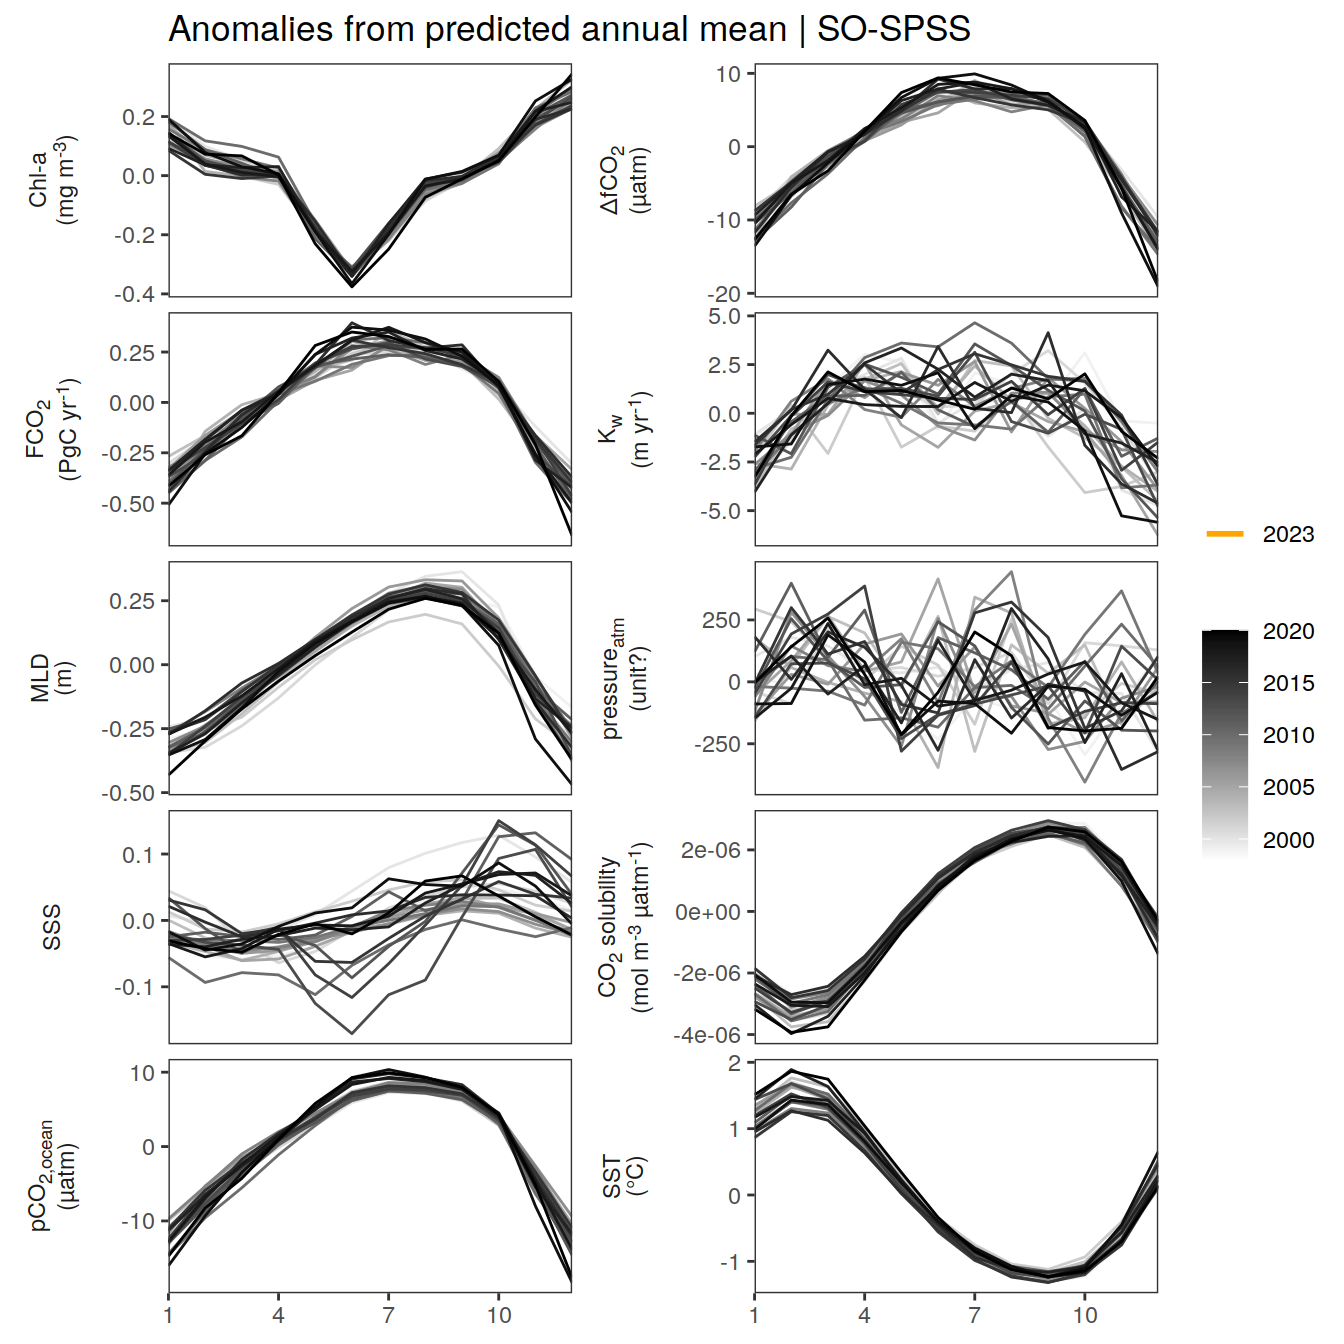 Anomalies from predicted annual mean | SO-SPSS
Chl-a
(mg m-3)
0.2
0.0
-0.2
-0.4
ΔfCO2
(µatm)
10
0
-10
-20
FCO2
(PgC yr-1)
0.25
0.00
-0.25
-0.50
Kw
(m yr-1)
5.0
2.5
0.0
-2.5
-5.0
MLD
(m)
0.25
0.00
-0.25
-0.50
pressureatm
(unit?)
250
0
-250
SSS
0.1
0.0
-0.1
CO2 solubility
(mol m-3 µatm-1)
2e-06
0e+00
-2e-06
-4e-06
pCO2,ocean
(µatm)
10
0
-10
1 4 7 10
SST
(°C)
2
1
0
-1
1 4 7 10
2023
2020
2015
2010
2005
2000